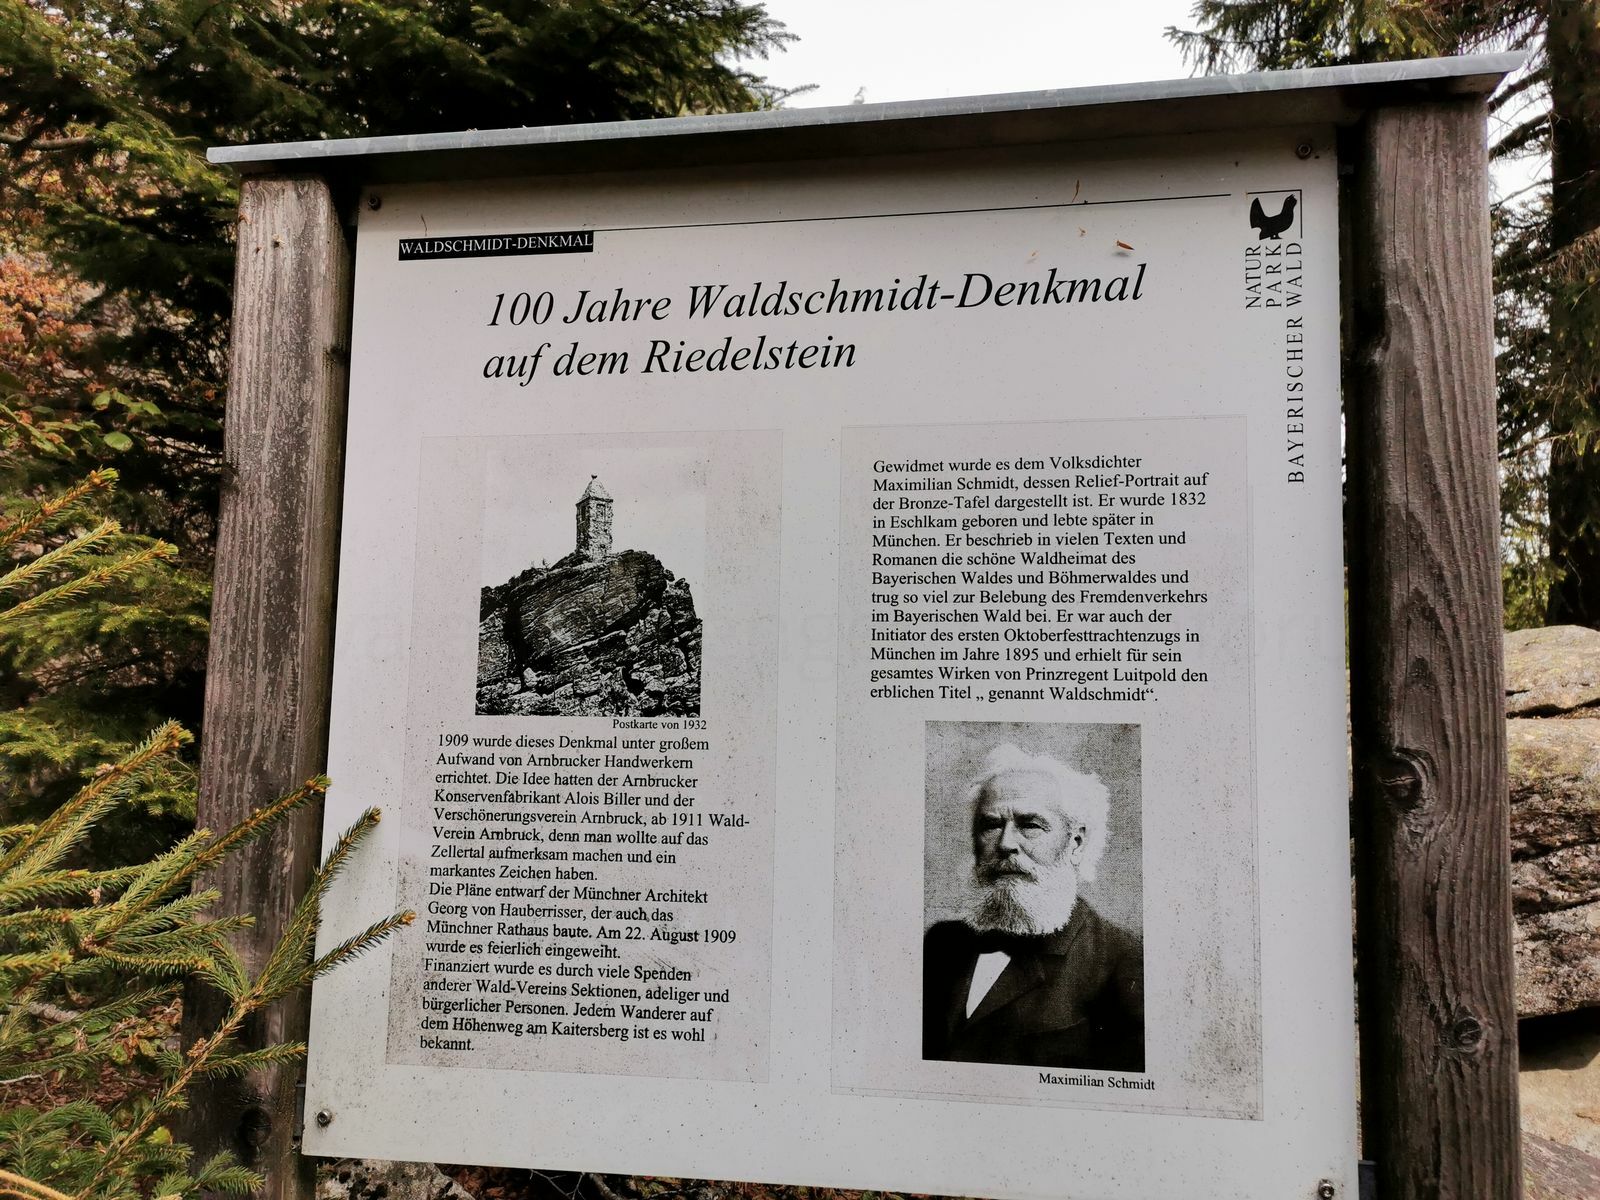 WALDSCHMIDT-DENKMAL
100 Jahre Waldschmidt-Denkmal
auf dem Riedelstein
NATUR
PARK
BAYERISCHER WALD
Postkarte von 1932
1909 wurde dieses Denkmal unter großem
Aufwand von Arnbrucker Handwerkern
errichtet. Die Idee hatten der Arnbrucker
Konservenfabrikant Alois Biller und der
Verschönerungsverein Arnbruck, ab 1911 Wald-
Verein Arnbruck, denn man wollte auf das
Zellertal aufmerksam machen und ein
markantes Zeichen haben.
Die Pläne entwarf der Münchner Architekt
Georg von Hauberrisser, der auch das
Münchner Rathaus baute. Am 22. August 1909
wurde es feierlich eingeweiht.
Finanziert wurde es durch viele Spenden
anderer Wald-Vereins Sektionen, adeliger und
bürgerlicher Personen. Jedem Wanderer auf
dem Höhenweg am Kaitersberg ist es wohl
bekannt.
Gewidmet wurde es dem Volksdichter
Maximilian Schmidt, dessen Relief-Portrait auf
der Bronze-Tafel dargestellt ist. Er wurde 1832
in Eschlkam geboren und lebte später in
München. Er beschrieb in vielen Texten und
Romanen die schöne Waldheimat des
Bayerischen Waldes und Böhmerwaldes und
trug so viel zur Belebung des Fremdenverkehrs
im Bayerischen Wald bei. Er war auch der
Initiator des ersten Oktoberfesttrachtenzugs in
München im Jahre 1895 und erhielt für sein
gesamtes Wirken von Prinzregent Luitpold den
erblichen Titel „ genannt Waldschmidt“.
Maximilian Schmidt